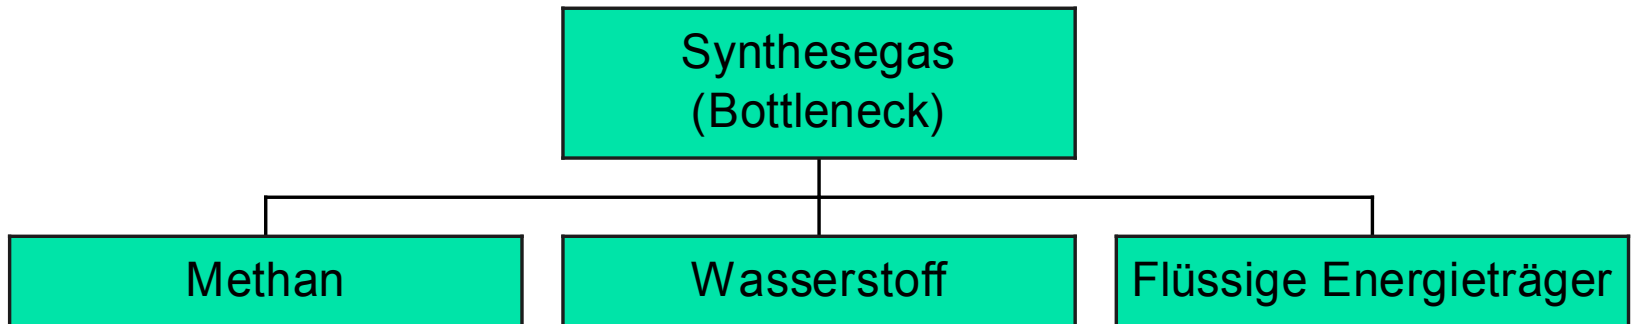 Synthesegas
(Bottleneck)
Methan
Wasserstoff
Flüssige Energieträger